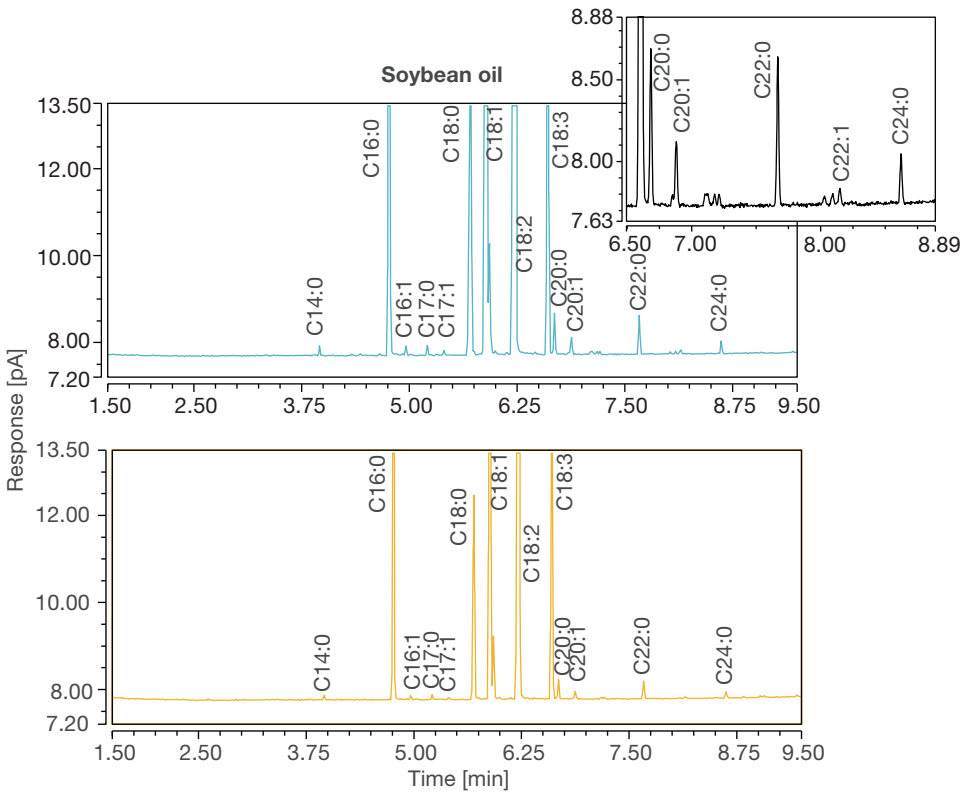 Soybean oil
8.88
8.50
8.00
7.63
6.50
7.00
8.00
8.89
C20:0
C20:1
C22:0
C22:1
C24:0
13.50
12.00
10.00
8.00
7.20
C14:0
C16:0
C16:1
C17:0
C17:1
C18:0
C18:1
C18:2
C18:3
C20:0
C20:1
C22:0
C24:0
1.50
2.50
3.75
5.00
6.25
7.50
8.75
9.50
Response [pA]
13.50
12.00
10.00
8.00
7.20
C14:0
C16:0
C16:1
C17:0
C17:1
C18:0
C18:1
C18:2
C18:3
C20:0
C20:1
C22:0
C24:0
1.50
2.50
3.75
5.00
6.25
7.50
8.75
9.50
Time [min]